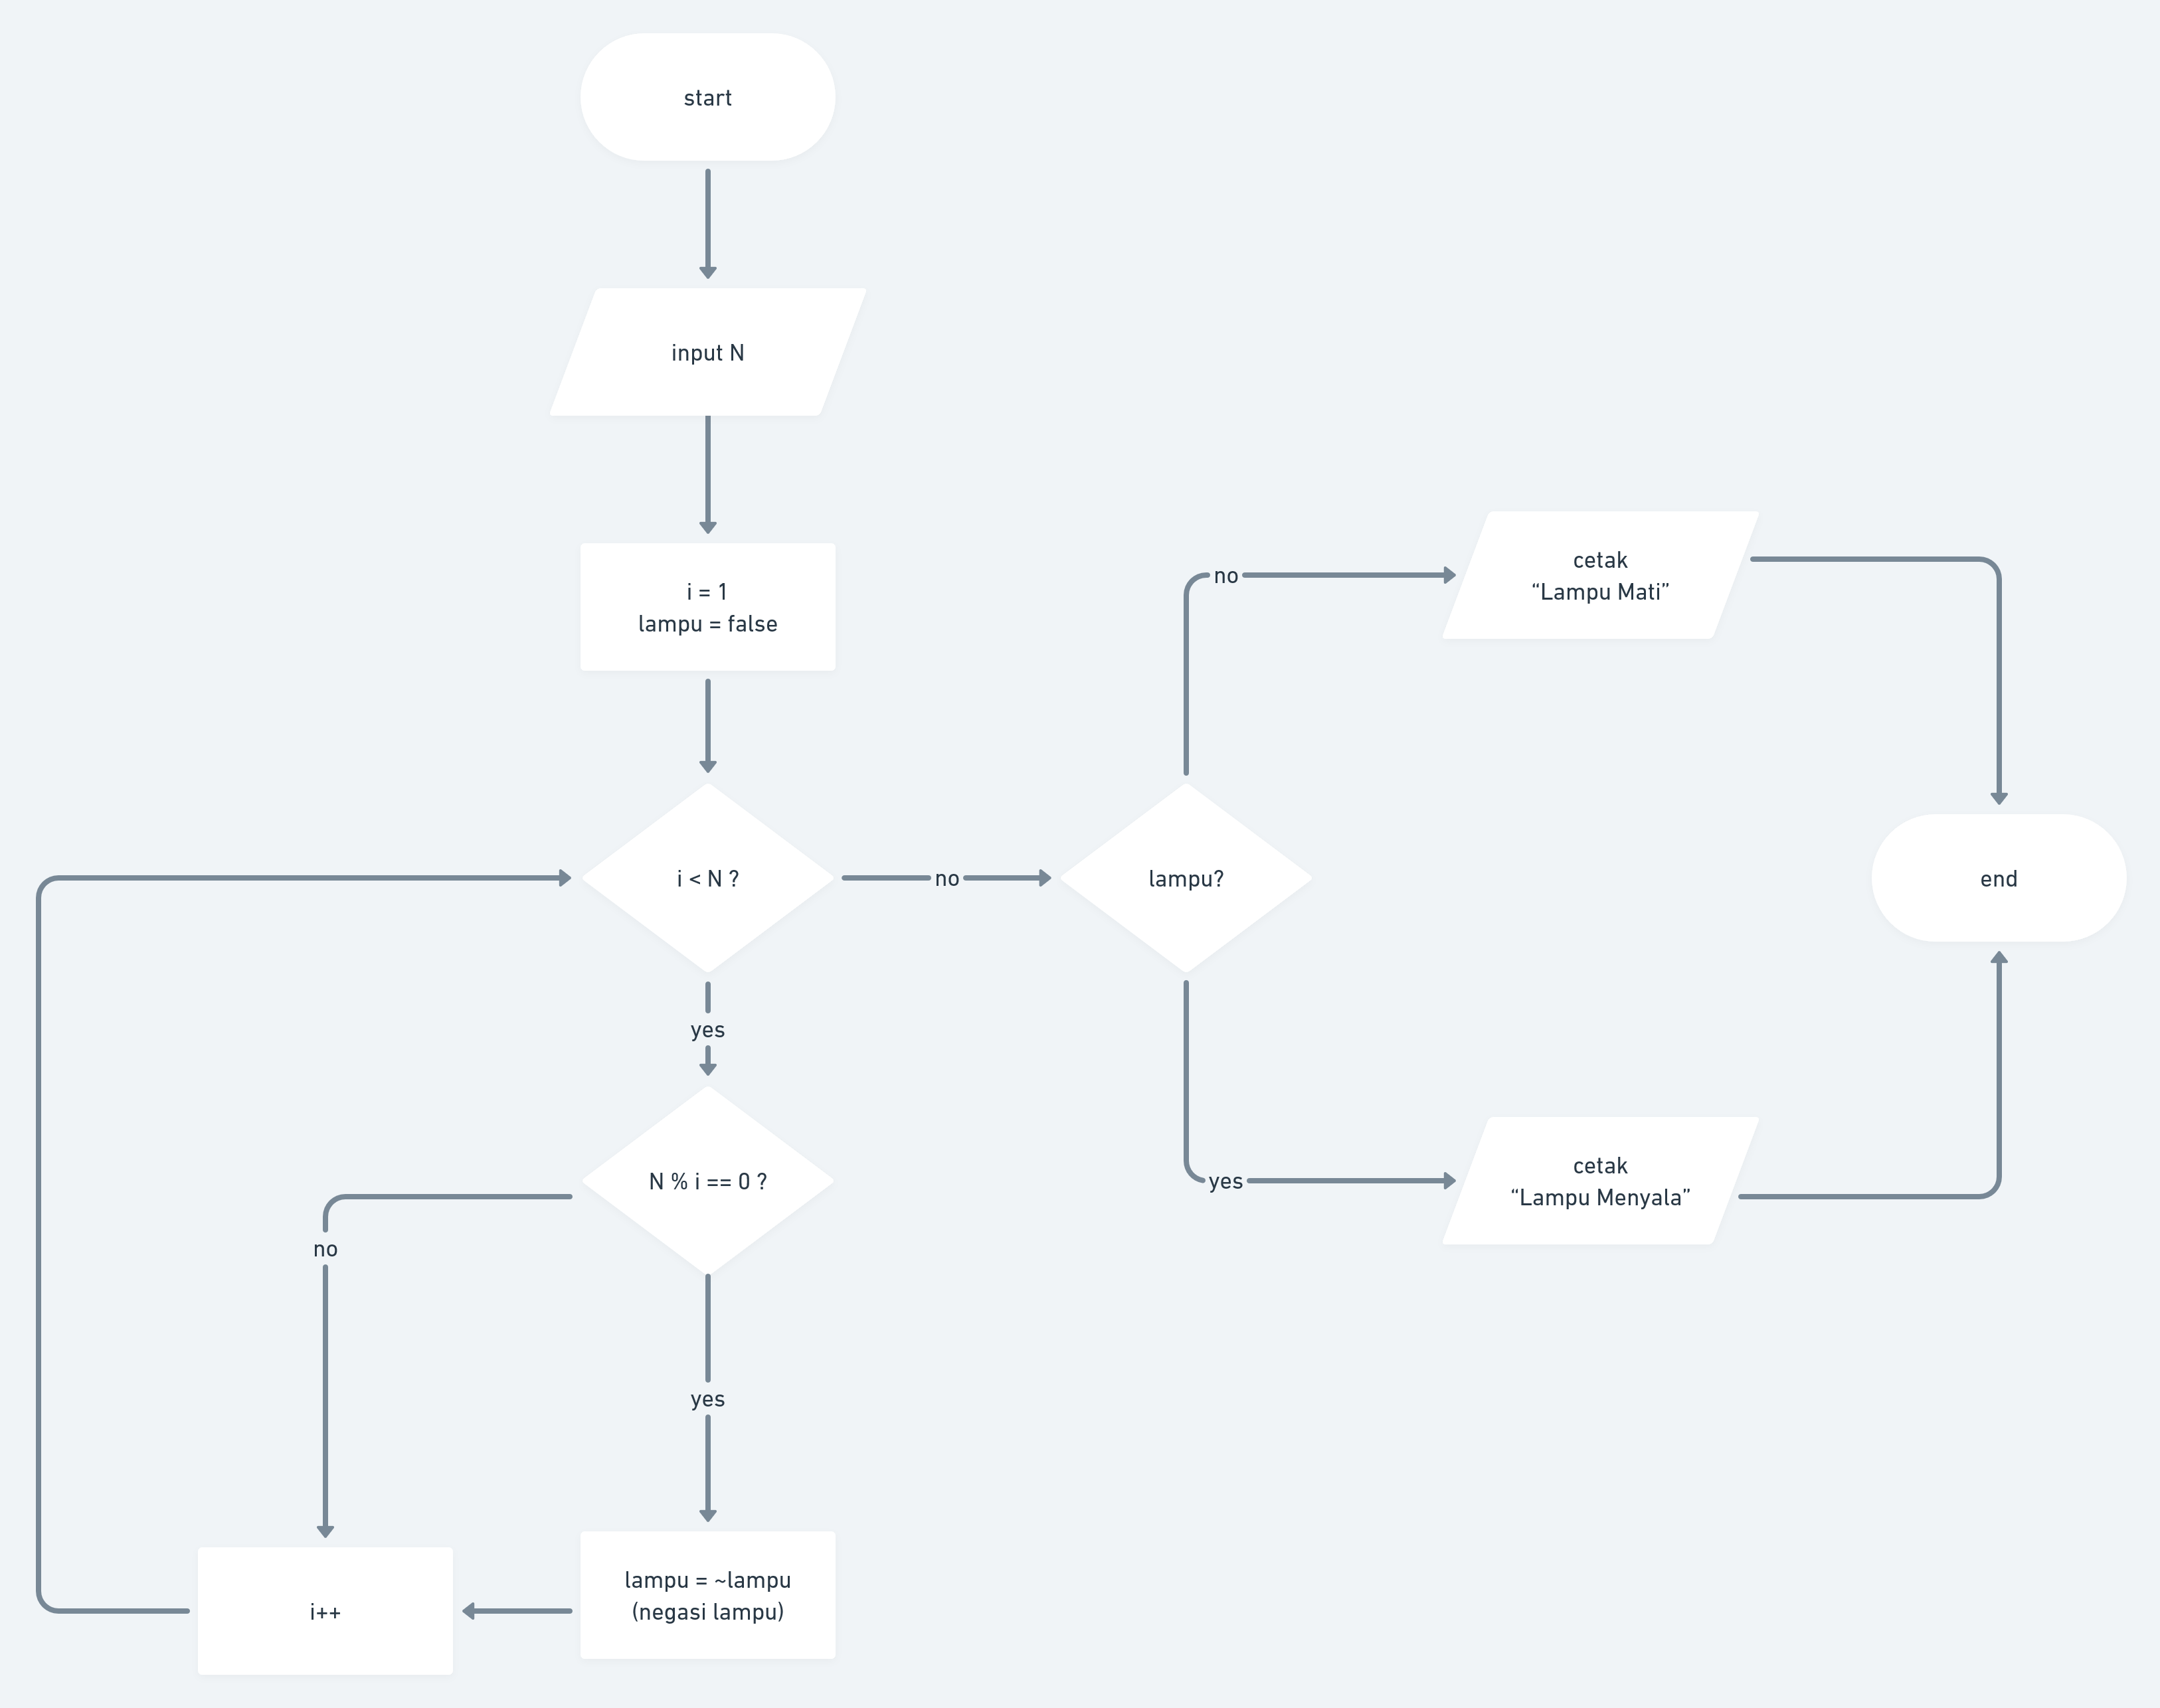 start
input N
i = 1
lampu = false
i < N ?
no
lampu?
no
cetak
“Lampu Mati”
end
yes
cetak
“Lampu Menyala”
yes
N % i == 0 ?
no
yes
lampu = ~lampu
(negasi lampu)
i++